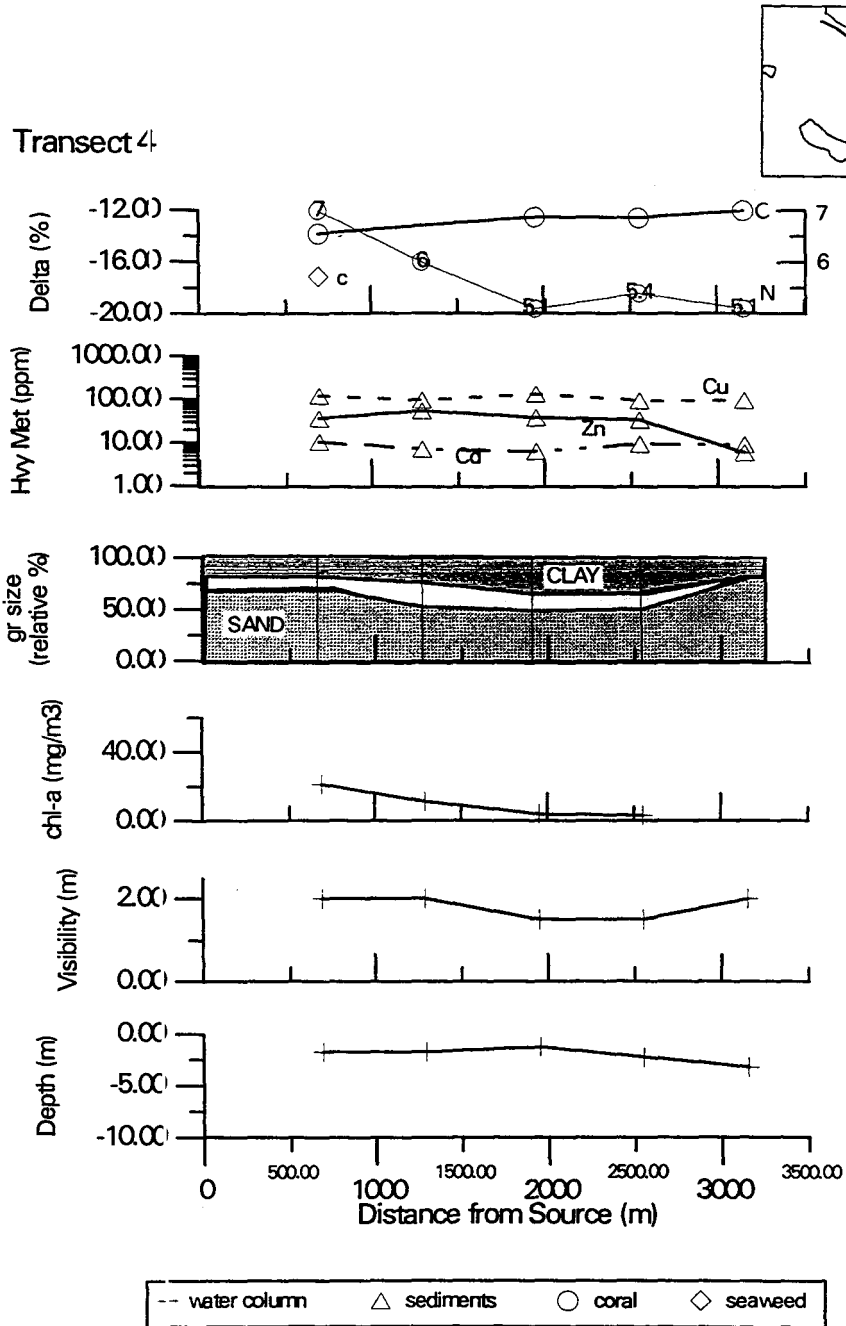 Transect 4
Delta (%)
-12.00
-16.00
-20.00
7
6
5.4
C
N
c
7
6
Hvy Met (ppm)
1000.00
100.00
10.00
1.00
Cu
Zn
Cd
gr size
(relative %)
100.00
50.00
0.00
CLAY
SAND
chl-a (mg/m3)
40.00
0.00
Visibility (m)
2.00
0.00
Depth (m)
0.00
-5.00
-10.00
500.00 1500.00 2500.00 3500.00
0 1000 2000 3000
Distance from Source (m)
-- water column △ sediments ○ coral ◇ seaweed